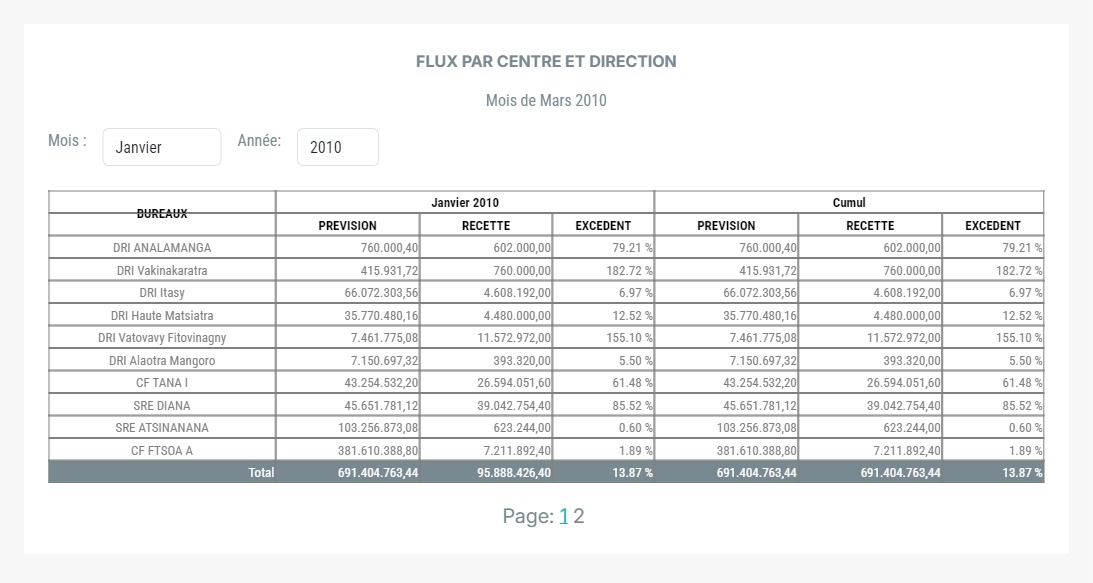 FLUX PAR CENTRE ET DIRECTION
Mois de Mars 2010
Mois : Janvier Année: 2010
BUREAUX Janvier 2010 Cumul
PREVISION RECETTE EXCEDENT PREVISION RECETTE EXCEDENT
DRI ANALAMANGA 760.000,40 602.000,00 79.21 % 760.000,40 602.000,00 79.21 %
DRI Vakinakaratra 415.931,72 760.000,00 182.72 % 415.931,72 760.000,00 182.72 %
DRI Itasy 66.072.303,56 4.608.192,00 6.97 % 66.072.303,56 4.608.192,00 6.97 %
DRI Haute Matsiatra 35.770.480,16 4.480.000,00 12.52 % 35.770.480,16 4.480.000,00 12.52 %
DRI Vatovavy Fitovinagny 7.461.775,08 11.572.972,00 155.10 % 7.461.775,08 11.572.972,00 155.10 %
DRI Alaotra Mangoro 7.150.697,32 393.320,00 5.50 % 7.150.697,32 393.320,00 5.50 %
CF TANA I 43.254.532,20 26.594.051,60 61.48 % 43.254.532,20 26.594.051,60 61.48 %
SRE DIANA 45.651.781,12 39.042.754,40 85.52 % 45.651.781,12 39.042.754,40 85.52 %
SRE ATSINANANA 103.256.873,08 623.244,00 0.60 % 103.256.873,08 623.244,00 0.60 %
CF FTSOA A 381.610.388,80 7.211.892,40 1.89 % 381.610.388,80 7.211.892,40 1.89 %
Total 691.404.763,44 95.888.426,40 13.87 % 691.404.763,44 691.404.763,44 13.87 %
Page: 1 2